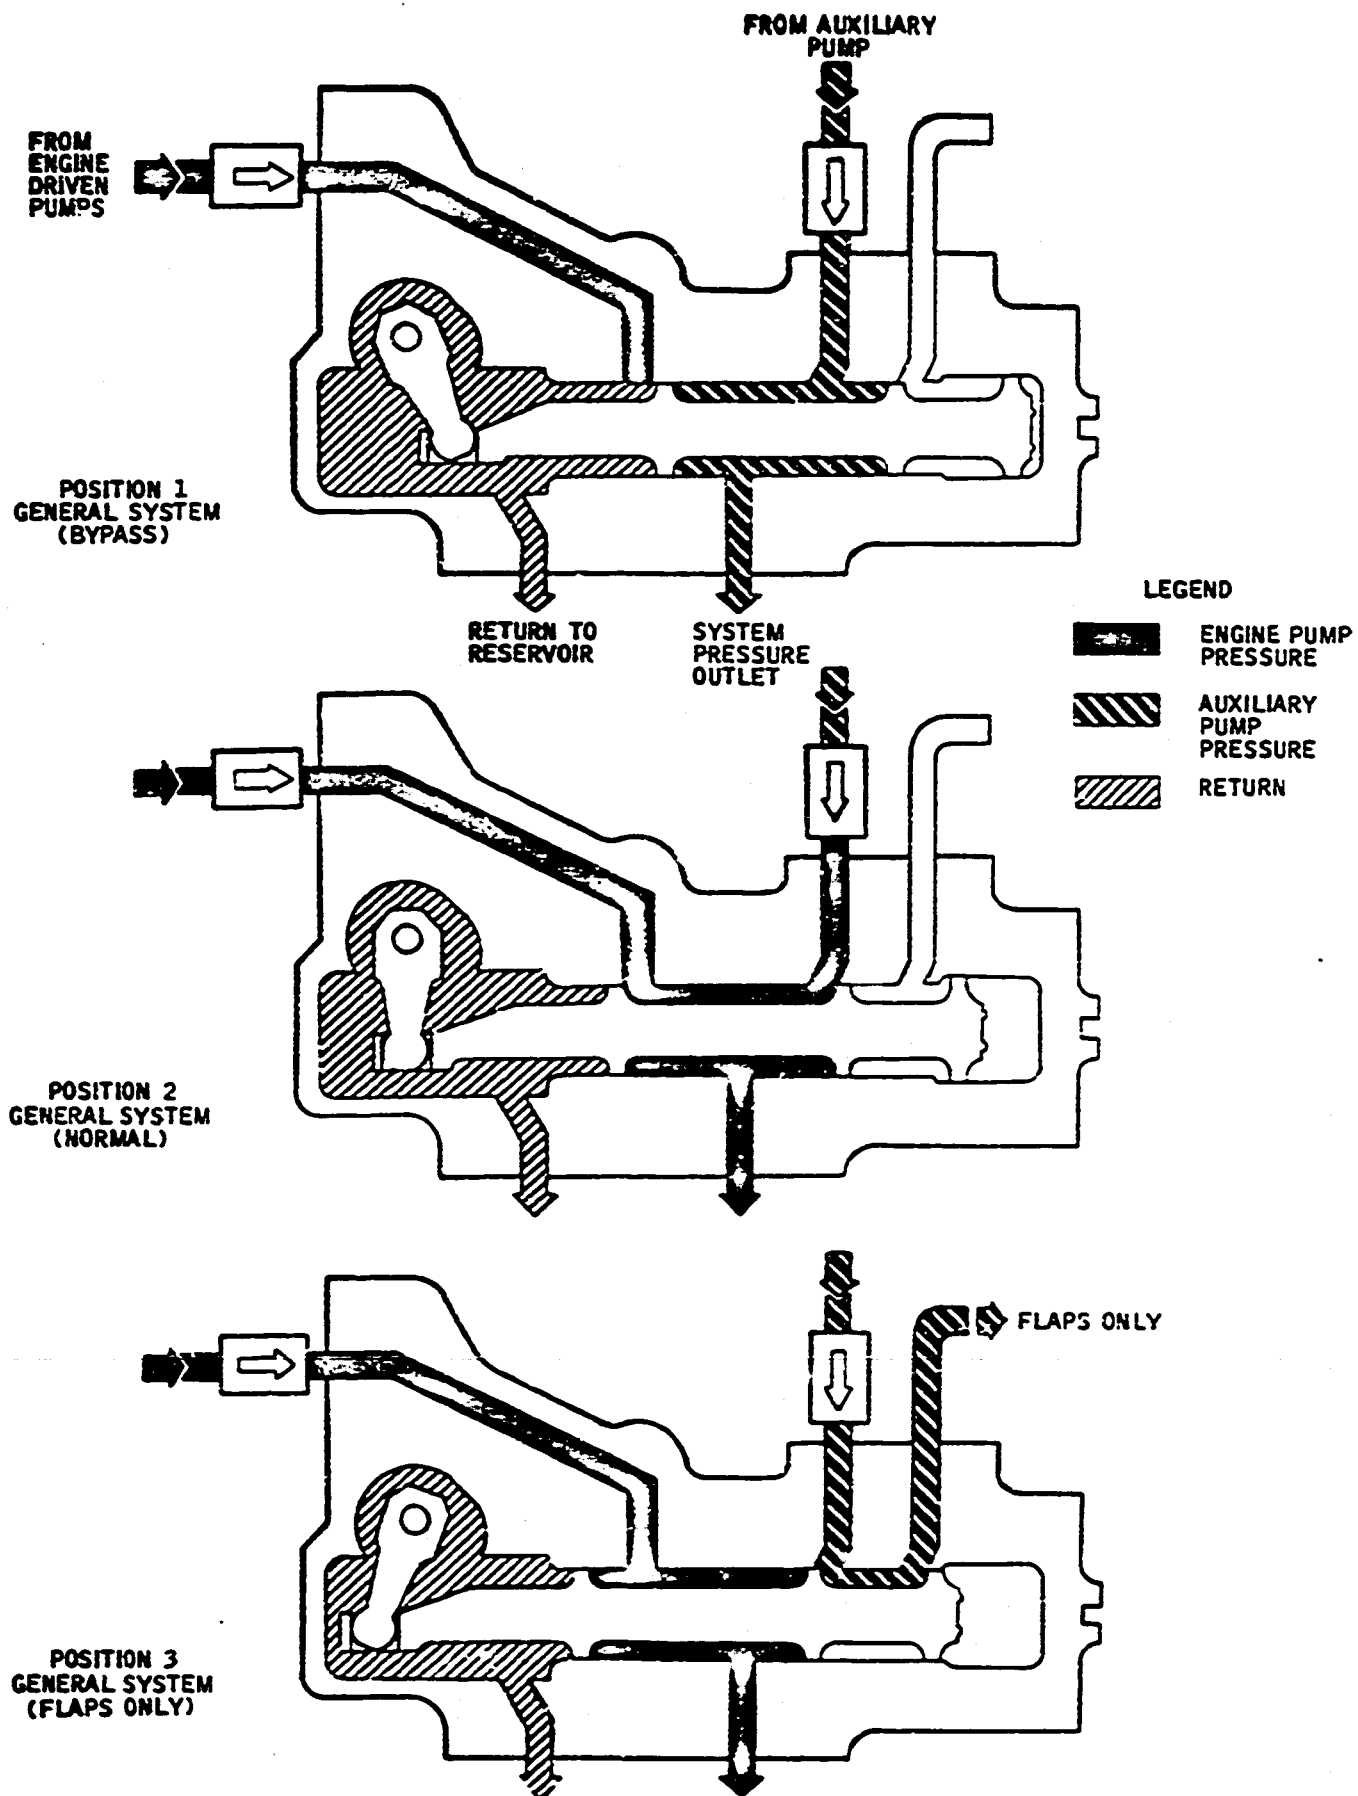 FROM AUXILIARY
PUMP
FROM
ENGINE
DRIVEN
PUMPS
POSITION 1
GENERAL SYSTEM
(BYPASS)
RETURN TO
RESERVOIR
SYSTEM
PRESSURE
OUTLET
LEGEND
ENGINE PUMP
PRESSURE
AUXILIARY
PUMP
PRESSURE
RETURN
POSITION 2
GENERAL SYSTEM
(NORMAL)
FLAPS ONLY
POSITION 3
GENERAL SYSTEM
(FLAPS ONLY)